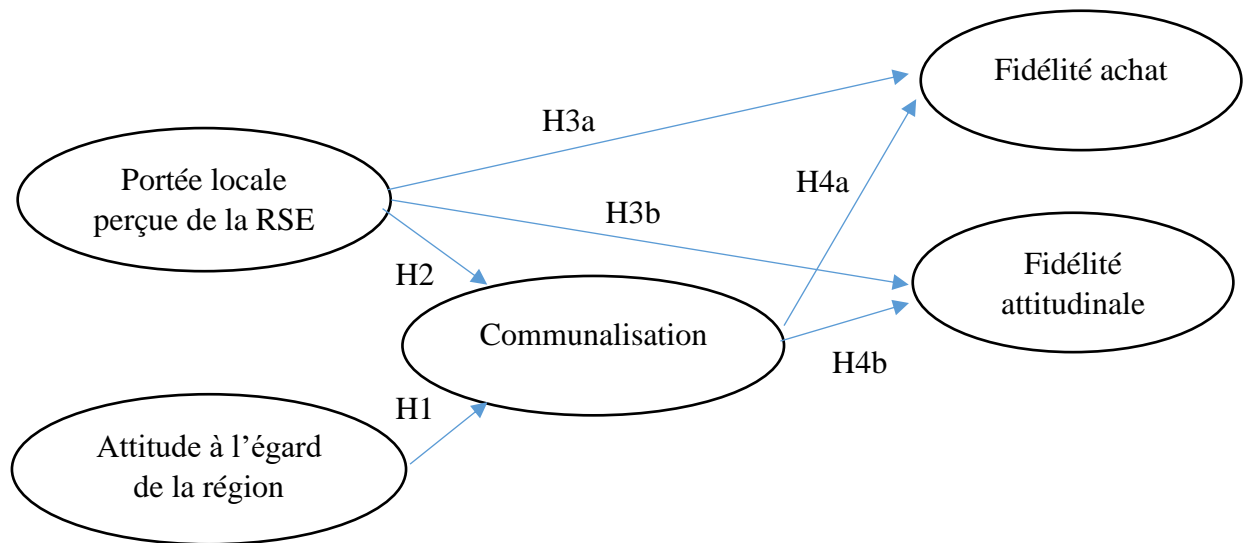 Fidélité achat
H3a
Portée locale
perçue de la RSE
H4a
H3b
Fidélité
attitudinale
H2
Communalisation
H4b
H1
Attitude à l’égard
de la région